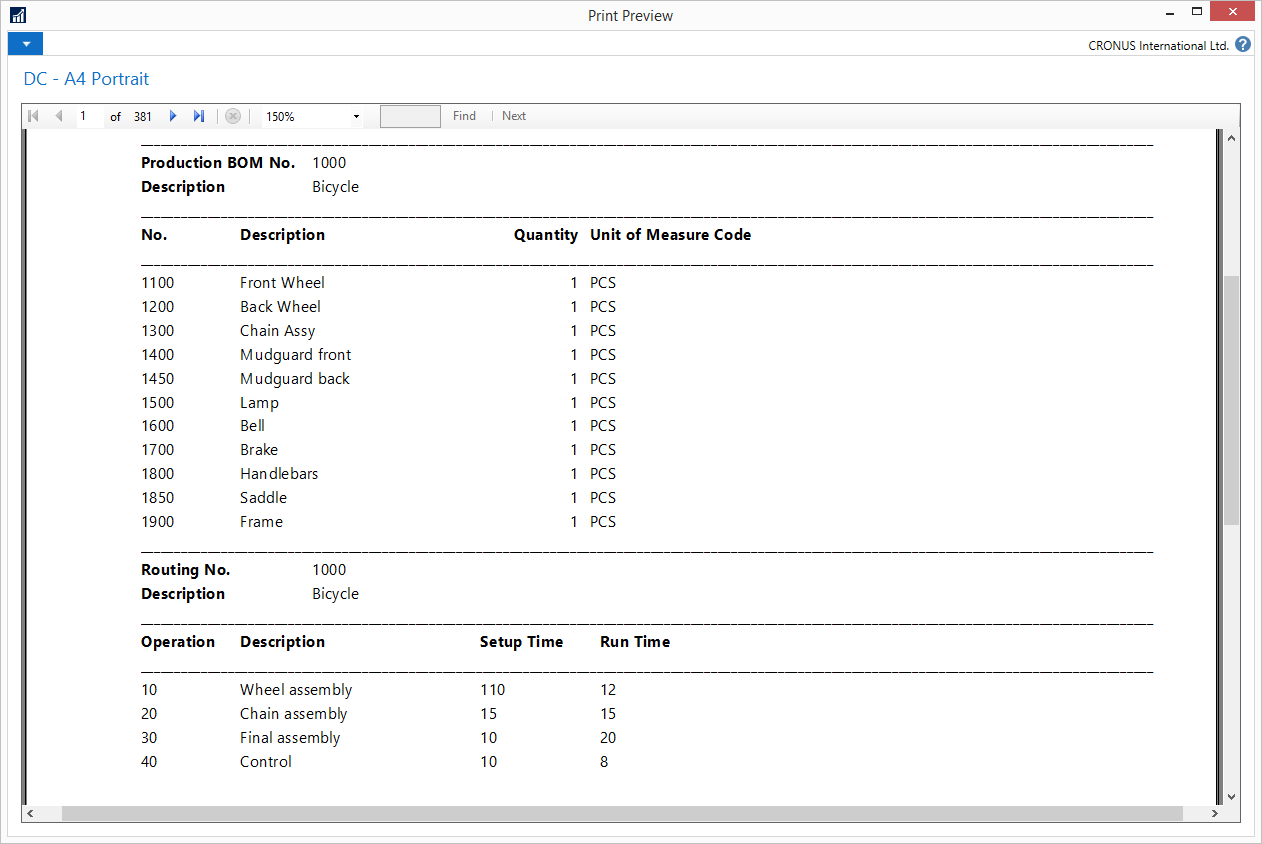 Print Preview
CRONUS International Ltd. ?
DC - A4 Portrait
1 of 381 150% Find | Next
Production BOM No. 1000
Description Bicycle
No. Description Quantity Unit of Measure Code
1100 Front Wheel 1 PCS
1200 Back Wheel 1 PCS
1300 Chain Assy 1 PCS
1400 Mudguard front 1 PCS
1450 Mudguard back 1 PCS
1500 Lamp 1 PCS
1600 Bell 1 PCS
1700 Brake 1 PCS
1800 Handlebars 1 PCS
1850 Saddle 1 PCS
1900 Frame 1 PCS
Routing No. 1000
Description Bicycle
Operation Description Setup Time Run Time
10 Wheel assembly 110 12
20 Chain assembly 15 15
30 Final assembly 10 20
40 Control 10 8